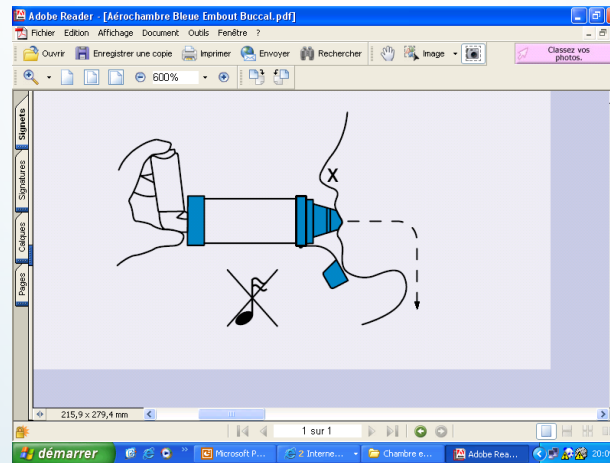 Adobe Reader - [Aérochambre Bleue Embout Buccal.pdf]
Fichier Edition Affichage Document Outils Fenêtre ?
Ouvrir Enregistrer une copie Imprimer Envoyer Rechercher Image Classez vos photos.
600%
Signets
Signatures
Calques
Pages
X
215,9 x 279,4 mm
1 sur 1
démarrer Microsoft P... 2 Interne... Chambre e... Adobe Rea...